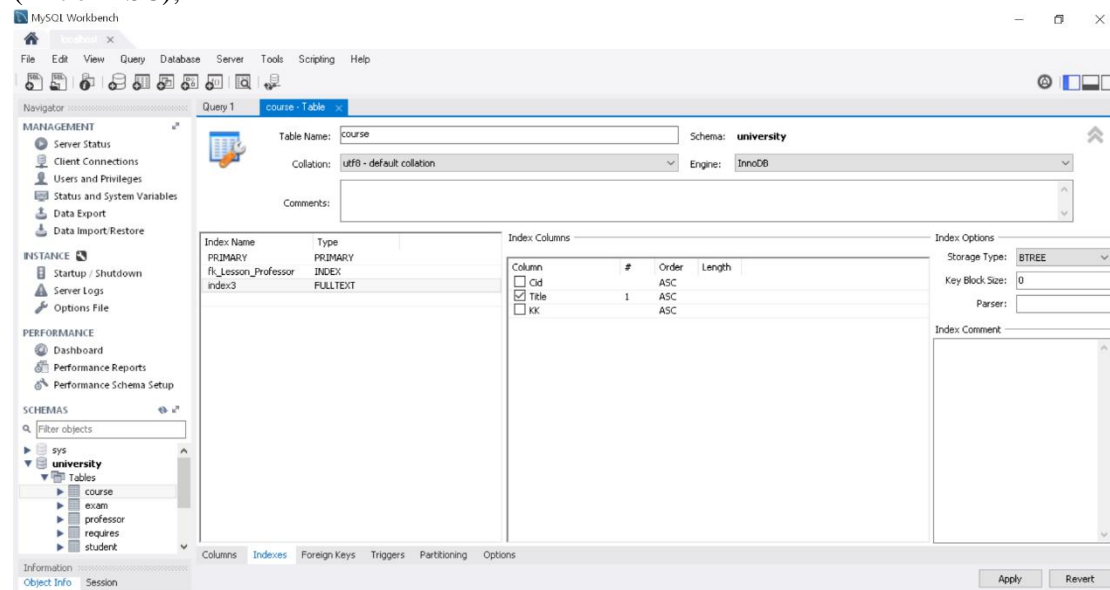 MySQL Workbench
localhost
File Edit View Query Database Server Tools Scripting Help
Navigator
Query 1 course - Table
MANAGEMENT
Server Status
Client Connections
Users and Privileges
Status and System Variables
Data Export
Data Import/Restore
INSTANCE
Startup / Shutdown
Server Logs
Options File
PERFORMANCE
Dashboard
Performance Reports
Performance Schema Setup
SCHEMAS
Filter objects
sys
university
Tables
course
exam
professor
requires
student
Information
Object Info Session
Table Name: course Schema: university
Collation: utf8 - default collation Engine: InnoDB
Comments:
Index Name Type
PRIMARY PRIMARY
fk_Lesson_Professor INDEX
index3 FULLTEXT
Index Columns
Column # Order Length
Cid ASC
Title 1 ASC
KK ASC
Index Options
Storage Type: BTREE
Key Block Size: 0
Parser:
Index Comment
Columns Indexes Foreign Keys Triggers Partitioning Options
Apply Revert